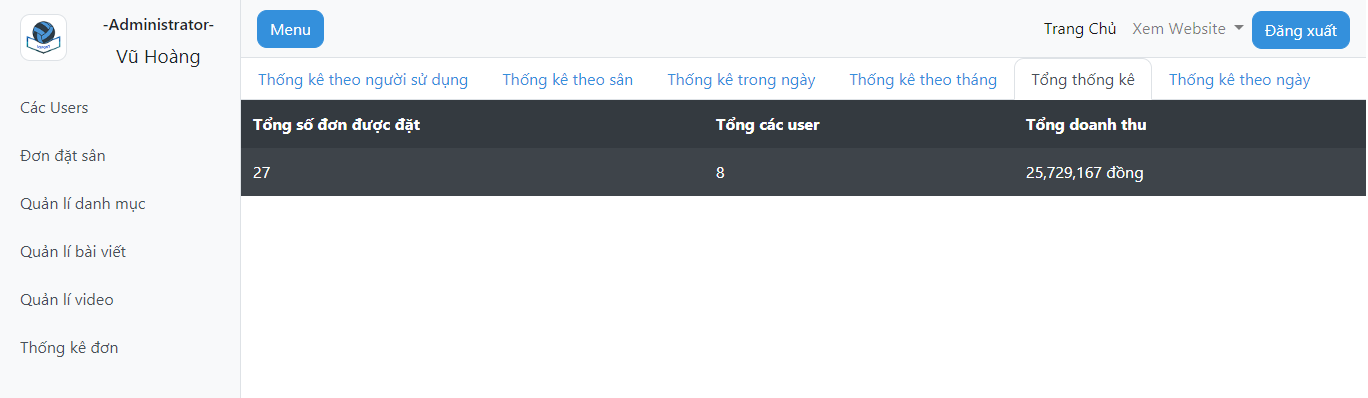 -Administrator-
Vũ Hoàng
Các Users
Đơn đặt sân
Quản lí danh mục
Quản lí bài viết
Quản lí video
Thống kê đơn
Menu
Trang Chủ Xem Website Đăng xuất
Thống kê theo người sử dụng Thống kê theo sân Thống kê trong ngày Thống kê theo tháng Tổng thống kê Thống kê theo ngày
Tổng số đơn được đặt Tổng các user Tổng doanh thu
27 8 25,729,167 đồng